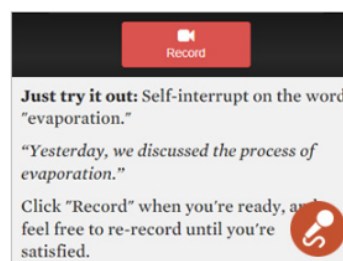 Record
Just try it out: Self-interrupt on the word
"evaporation."
“Yesterday, we discussed the process of
evaporation.”
Click "Record" when you're ready, and
feel free to re-record until you're
satisfied.